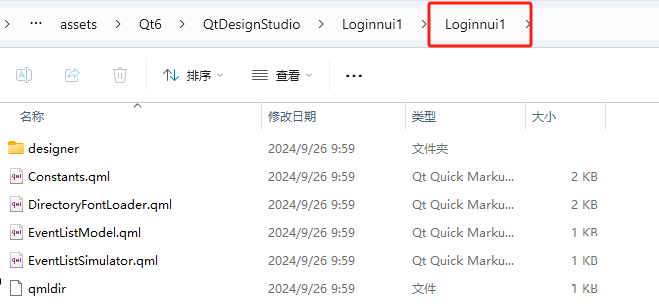 ... assets > Qt6 > QtDesignStudio > Loginnui1 > Loginnui1 >
排序 查看 ...
名称 修改日期 类型 大小
designer 2024/9/26 9:59 文件夹
Constants.qml 2024/9/26 9:59 Qt Quick Marku... 2 KB
DirectoryFontLoader.qml 2024/9/26 9:59 Qt Quick Marku... 2 KB
EventListModel.qml 2024/9/26 9:59 Qt Quick Marku... 1 KB
EventListSimulator.qml 2024/9/26 9:59 Qt Quick Marku... 1 KB
qmldir 2024/9/26 9:59 文件 1 KB